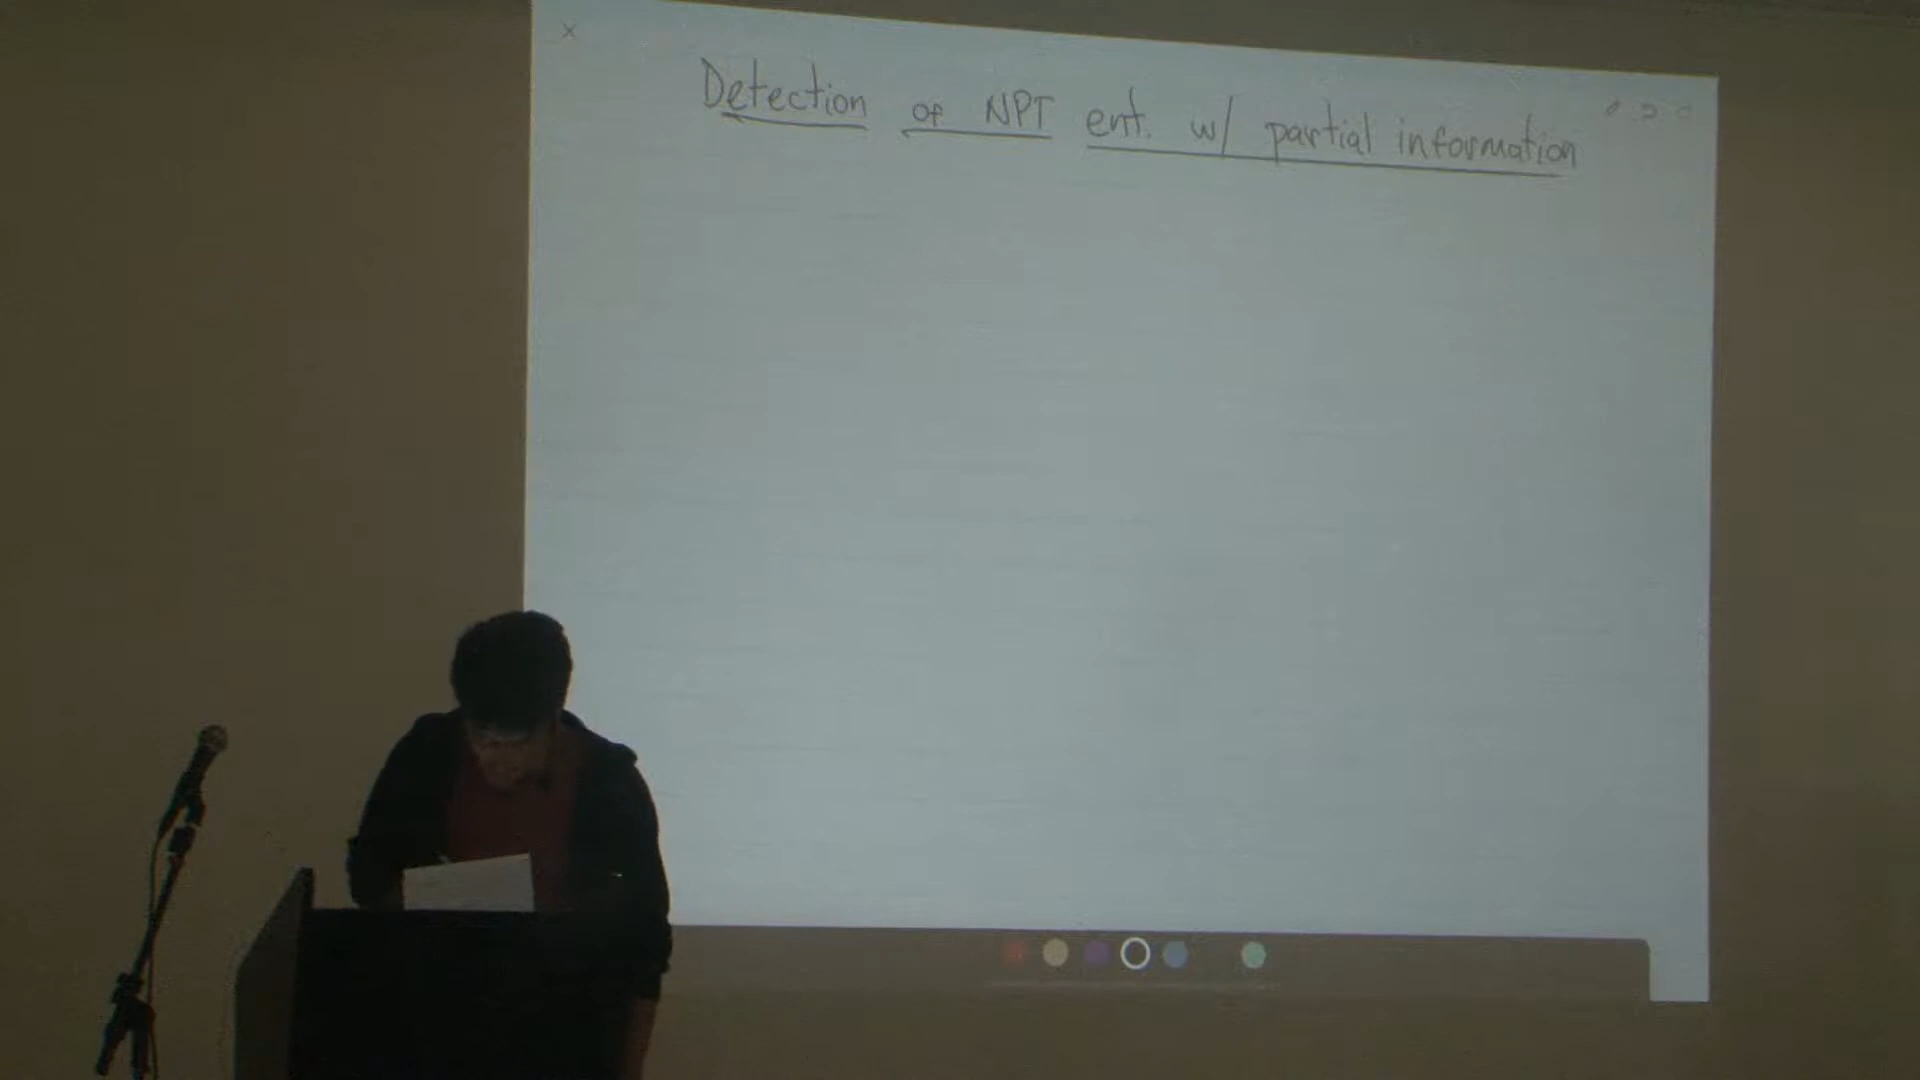 Detection of NPT ent. w/ partial information